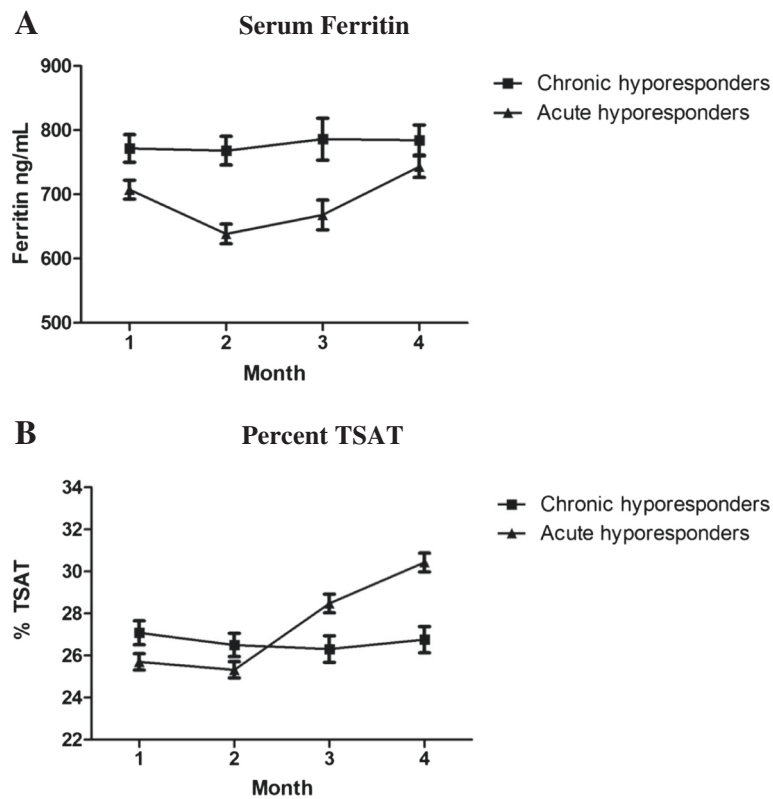 A
Serum Ferritin
900
800
700
600
500
Ferritin ng/mL
1 2 3 4
Month
Chronic hyporesponders
Acute hyporesponders
B
Percent TSAT
34
32
30
28
26
24
22
% TSAT
1 2 3 4
Month
Chronic hyporesponders
Acute hyporesponders